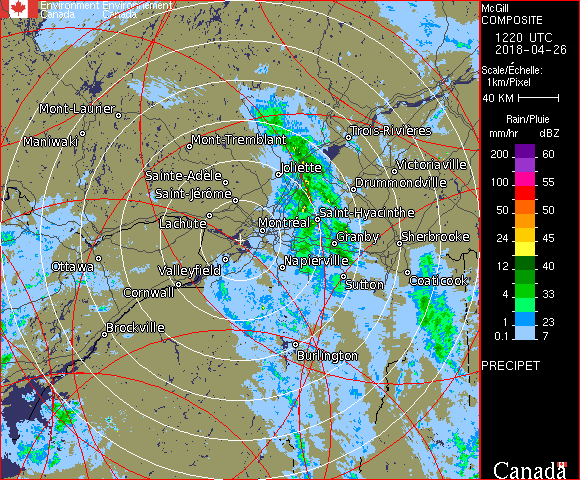 Environment Environnement
Canada Canada
McGill
COMPOSITE
1220 UTC
2018-04-26
Scale/Échelle:
1km/Pixel
40 KM
Rain/Pluie
mm/hr dBZ
200 60
100 55
50 50
24 45
12 40
4 33
1 23
0.1 7
PRECIPET
Canada
Mont-Laurier
Maniwaki
Mont-Tremblant
Trois-Rivières
Joliette
Victoriaville
Sainte-Adèle
Drummondville
Saint-Jérôme
Lachute
Saint-Hyacinthe
Montréal
Granby
Sherbrooke
Ottawa
Valleyfield
Napierville
Sutton
Coaticook
Cornwall
Brockville
Burlington